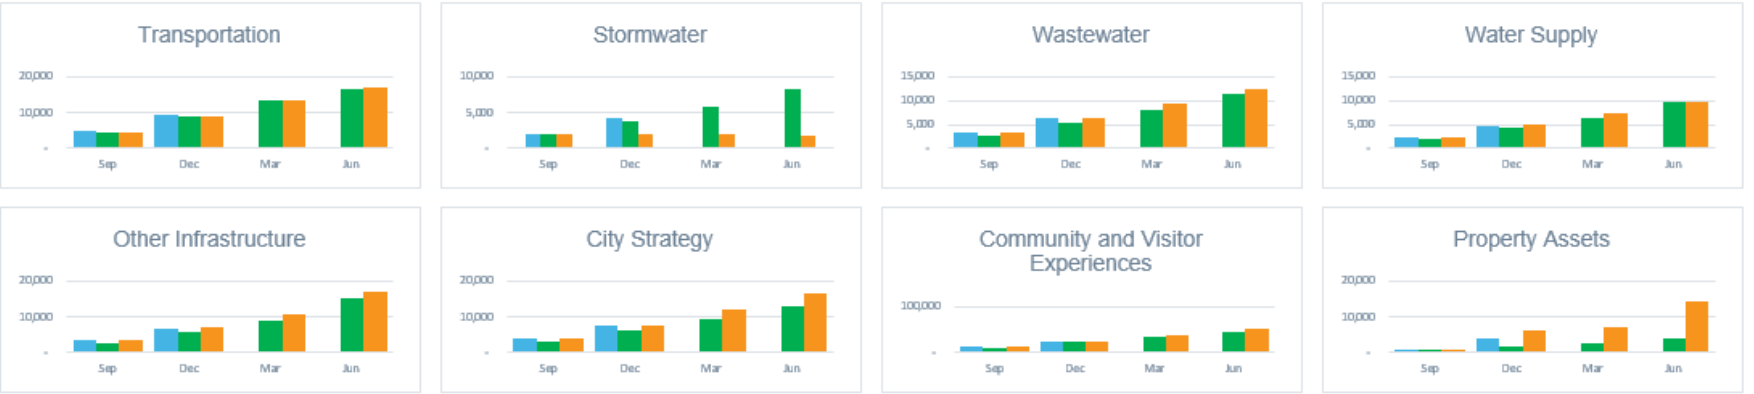 Transportation
20,000
10,000
-
Sep Dec Mar Jun
Stormwater
10,000
5,000
-
Sep Dec Mar Jun
Wastewater
15,000
10,000
5,000
-
Sep Dec Mar Jun
Water Supply
15,000
10,000
5,000
-
Sep Dec Mar Jun
Other Infrastructure
20,000
10,000
-
Sep Dec Mar Jun
City Strategy
20,000
10,000
-
Sep Dec Mar Jun
Community and Visitor
Experiences
100,000
-
Sep Dec Mar Jun
Property Assets
20,000
10,000
-
Sep Dec Mar Jun